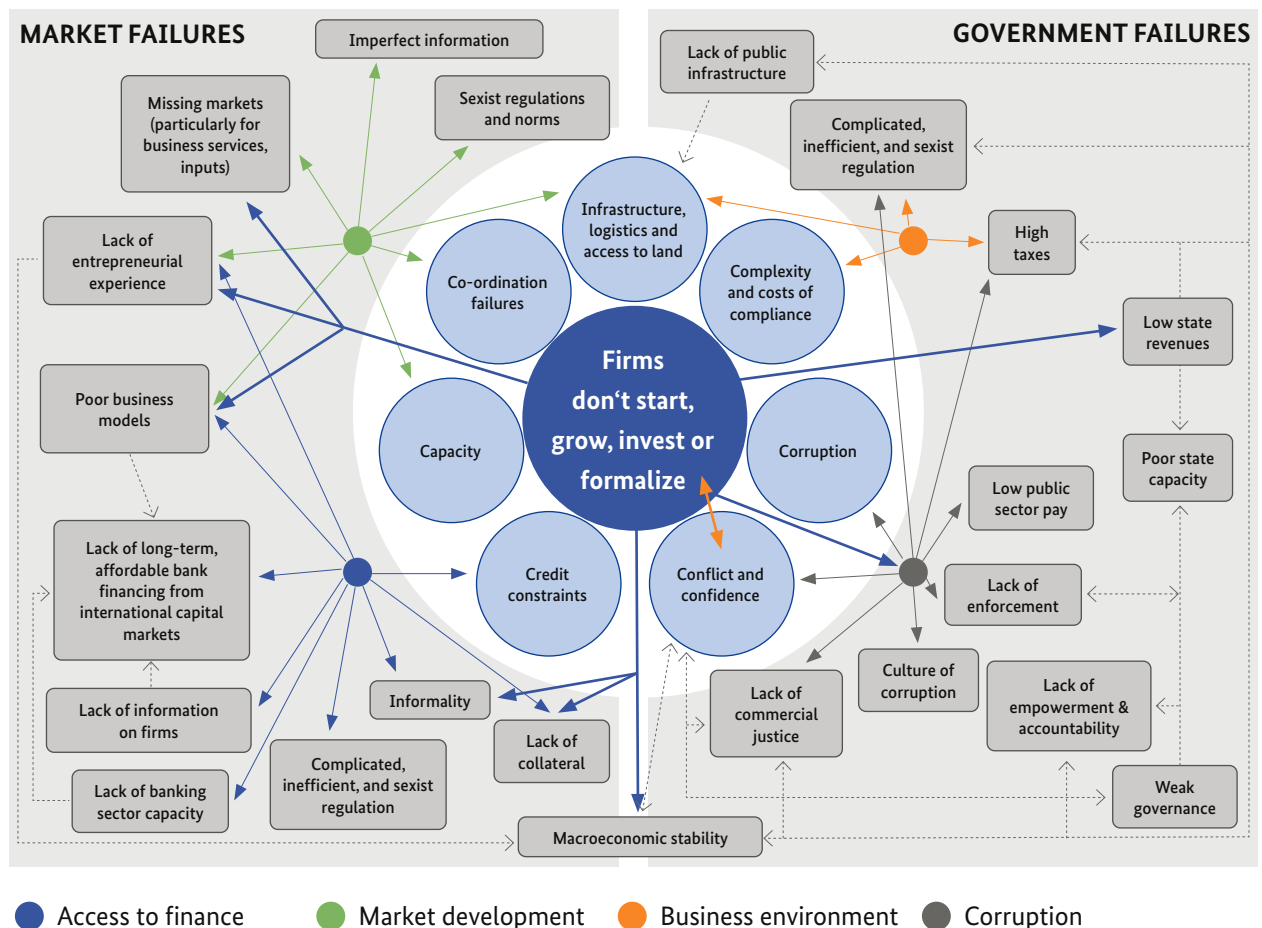 MARKET FAILURES
GOVERNMENT FAILURES
Imperfect information
Missing markets
(particularly for
business services,
inputs)
Sexist regulations
and norms
Lack of
entrepreneurial
experience
Poor business
models
Lack of long-term,
affordable bank
financing from
international capital
markets
Lack of information
on firms
Lack of banking
sector capacity
Complicated,
inefficient, and sexist
regulation
Informality
Lack of
collateral
Macroeconomic stability
Infrastructure,
logistics and
access to land
Co-ordination
failures
Complexity
and costs of
compliance
Firms
don‘t start,
grow, invest or
formalize
Capacity
Corruption
Credit
constraints
Conflict and
confidence
Lack of public
infrastructure
Complicated,
inefficient, and sexist
regulation
High
taxes
Low state
revenues
Poor state
capacity
Low public
sector pay
Lack of
enforcement
Culture of
corruption
Lack of
commercial
justice
Lack of
empowerment &
accountability
Weak
governance
Access to finance
Market development
Business environment
Corruption